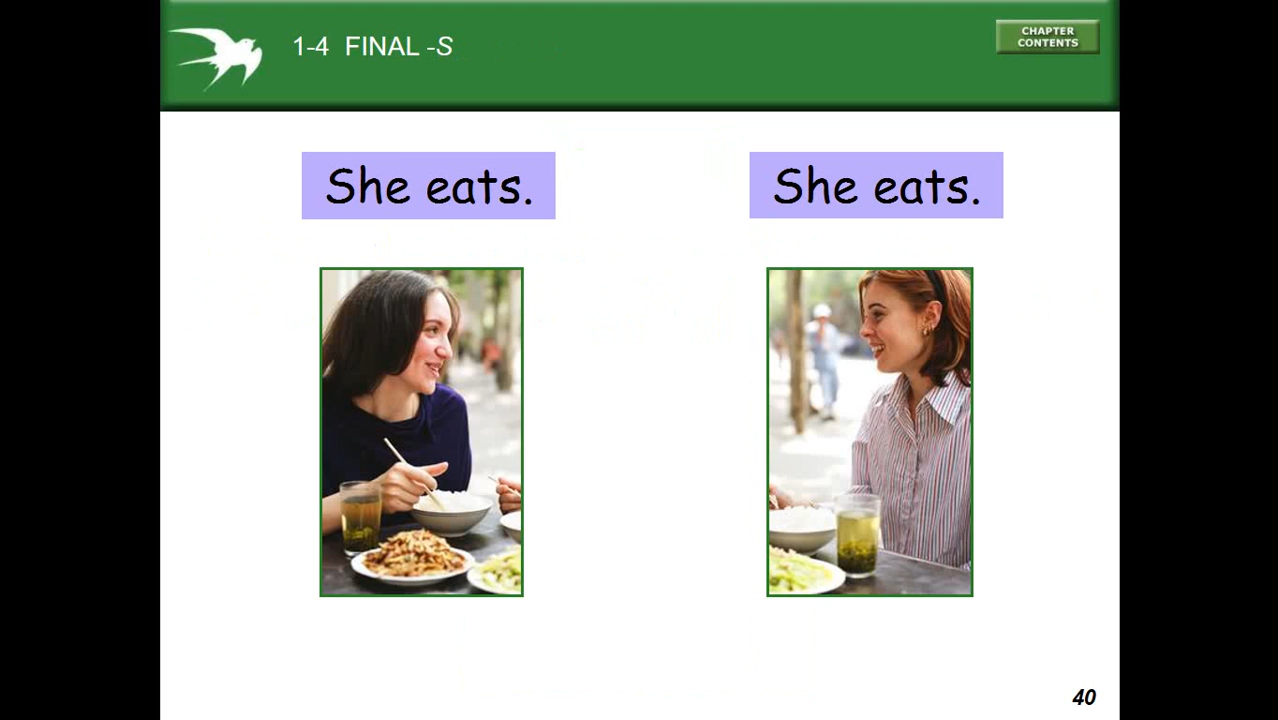 1-4 FINAL -S
CHAPTER
CONTENTS
She eats.
She eats.
40